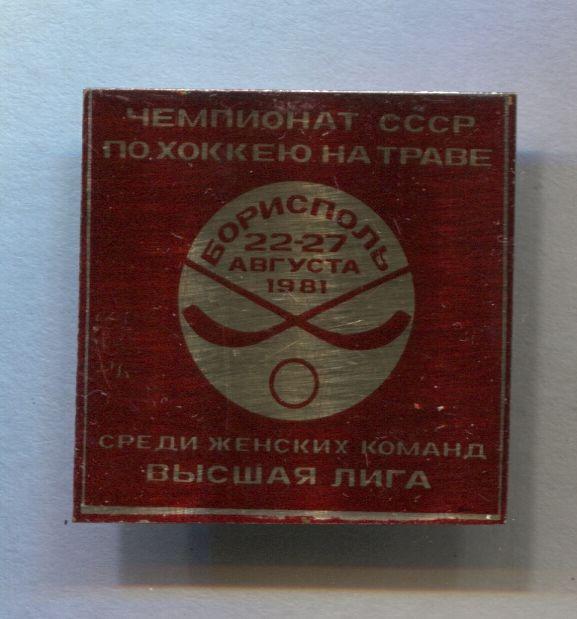 ЧЕМПИОНАТ СССР
ПО ХОККЕЮ НА ТРАВЕ
БОРИСПОЛЬ
22-27
АВГУСТА
1981
СРЕДИ ЖЕНСКИХ КОМАНД
ВЫСШАЯ ЛИГА